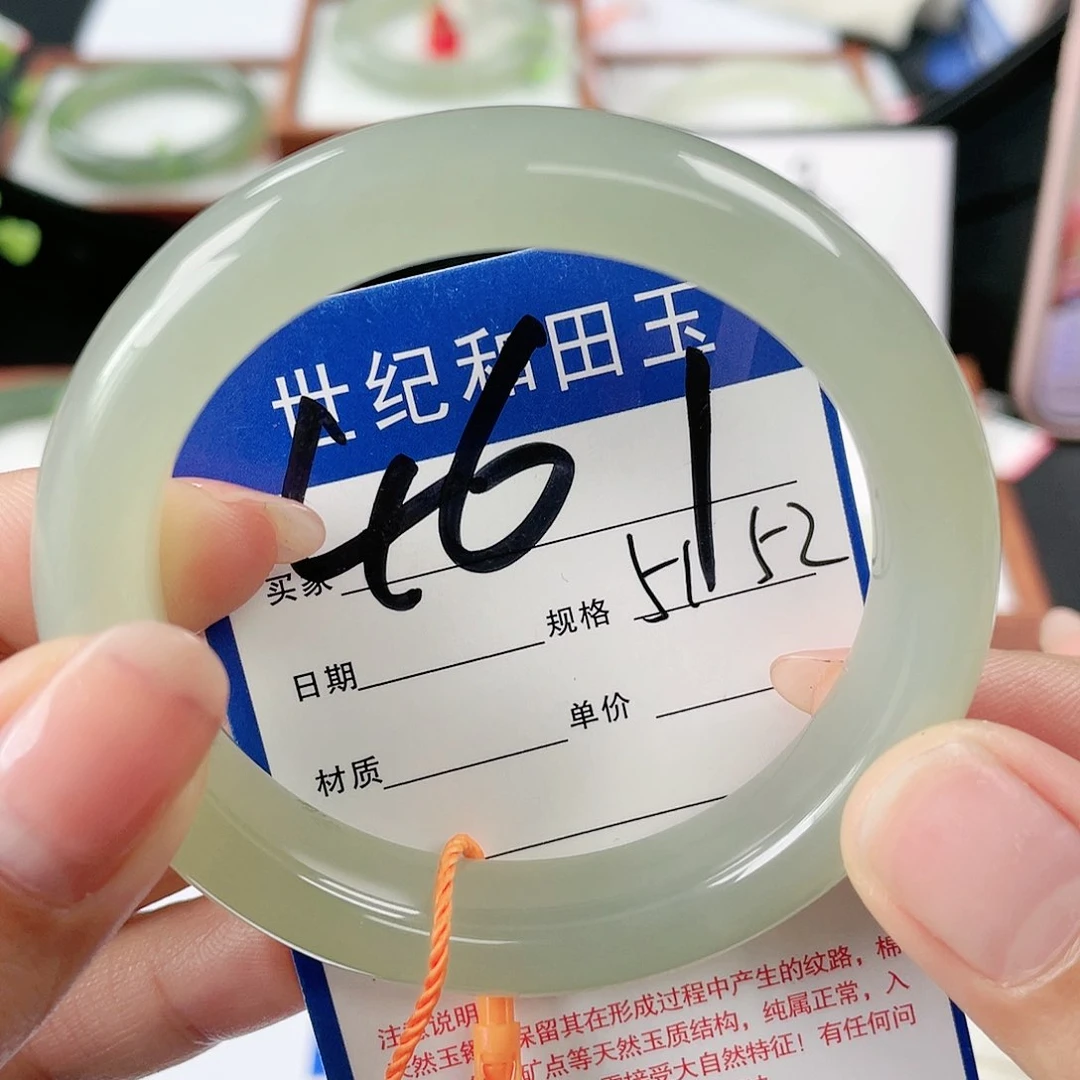 世纪和田玉
461
买家
规格 51 52
日期
单价
材质
注 说明 保留其在形成过程中产生的纹路，棉
然玉 矿点等天然玉质结构，纯属正常，入
接受大自然特征！有任何问